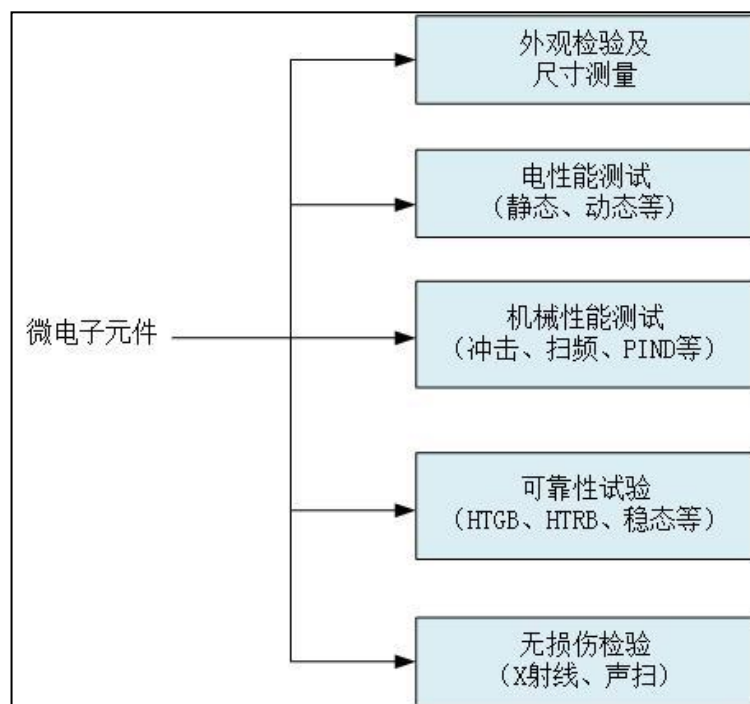 外观检验及
尺寸测量
电性能测试
（静态、动态等）
微电子元件
机械性能测试
（冲击、扫频、PIND等）
可靠性试验
（HTGB、HTRB、稳态等）
无损伤检验
（X射线、声扫）